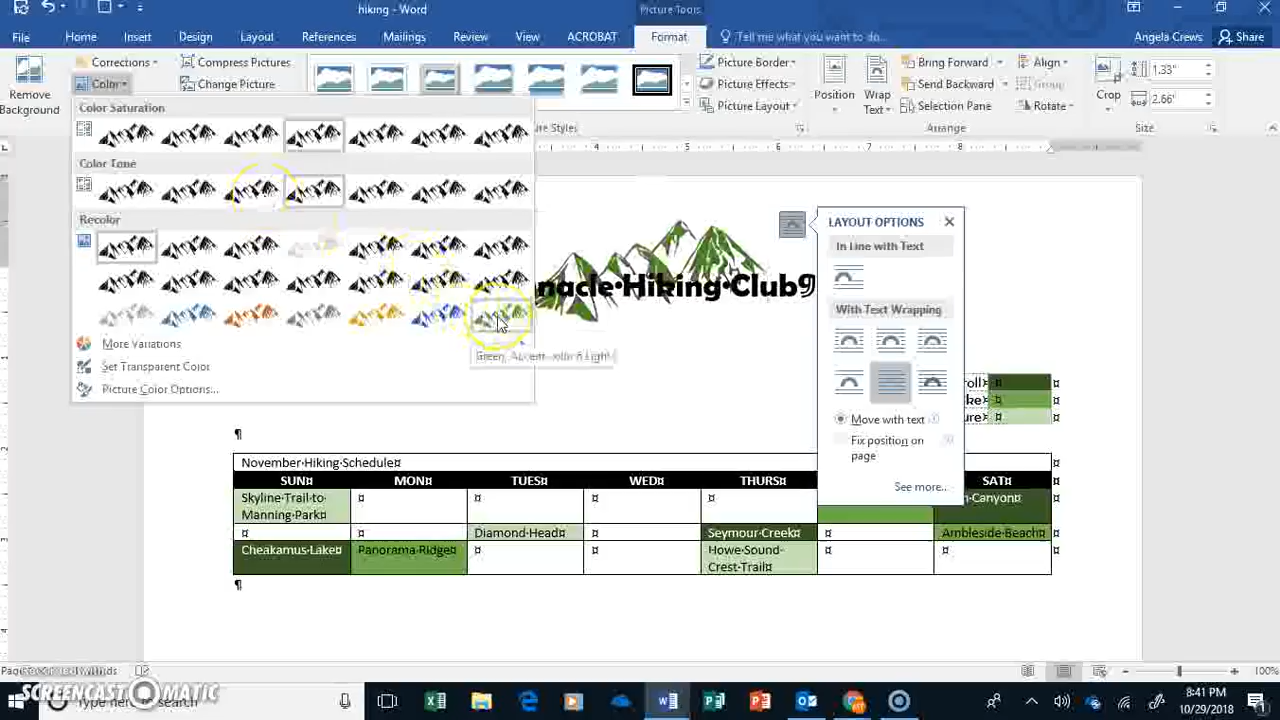 hiking - Word
Picture Tools
File Home Insert Design Layout References Mailings Review View ACROBAT Format Tell me what you want to do... Angela Crews Share
Remove Background
Corrections
Color
Compress Pictures
Change Picture
Picture Border
Picture Effects
Picture Layout
Position
Wrap Text
Bring Forward
Send Backward
Selection Pane
Align
Group
Rotate
Crop
1.33"
2.66"
Arrange
Size
Color Saturation
Color Tone
Recolor
More Variations
Set Transparent Color
Picture Color Options...
4 5 6 7 8
nacle·Hiking·Club¶
LAYOUT OPTIONS
In Line with Text
With Text Wrapping
Move with text
Fix position on page
See more...
¶
November·Hiking·Schedule¤
SUN¤ MON¤ TUES¤ WED¤ THURS¤ SAT¤
Skyline·Trail·to·
Manning·Park¤
Diamond·Head¤ Seymour·Creek¤ Ambleside·Beach¤
Cheakamus·Lake¤ Panorama·Ridge¤ Howe·Sound·
Crest·Trail¤
¶
100%
SCREENCAST-O-MATIC
8:41 PM
10/29/2018